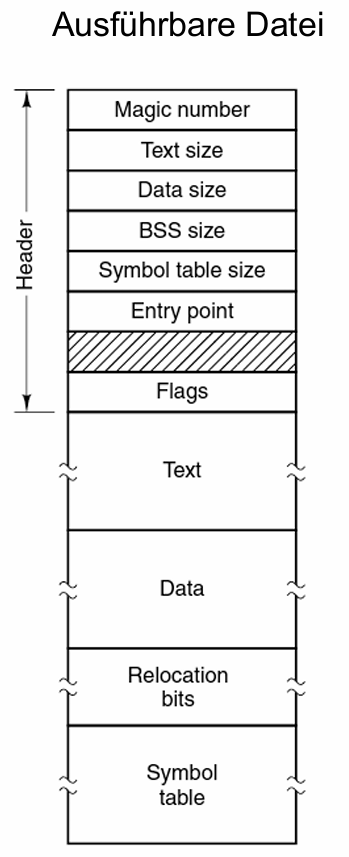 Ausführbare Datei
Header
Magic number
Text size
Data size
BSS size
Symbol table size
Entry point
Flags
Text
Data
Relocation
bits
Symbol
table